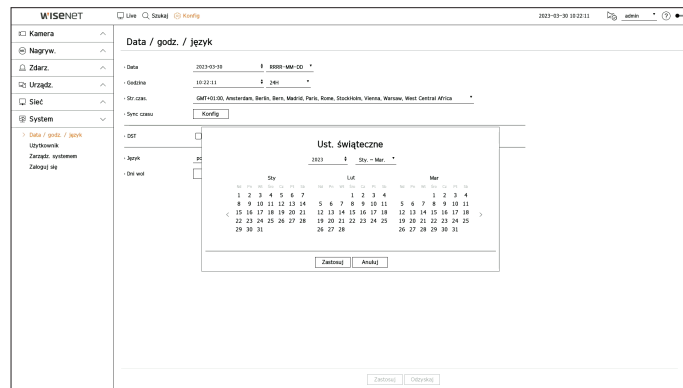 WISENET
Live Szukaj Konfig
2023-03-30 10:22:11 admin ?
Kamera
Nagryw.
Zdarz.
Urządz.
Sieć
System
> Data / godz. / język
Użytkownik
Zarządz. systemem
Zaloguj się
Data / godz. / język
· Data 2023-03-30 RRRR-MM-DD
· Godzina 10:22:11 24H
· Str.czas. GMT+01:00, Amsterdam, Berlin, Bern, Madrid, Paris, Rome, StockHolm, Vienna, Warsaw, West Central Africa
· Sync czasu Konfig
· DST
· Język
· Dni wol
Ust. świąteczne
2023 Sty. – Mar.
Sty Lut Mar
1 2 3 4 5 6 7 1 2 3 4 1 2 3 4
8 9 10 11 12 13 14 5 6 7 8 9 10 11 5 6 7 8 9 10 11
15 16 17 18 19 20 21 12 13 14 15 16 17 18 12 13 14 15 16 17 18
22 23 24 25 26 27 28 19 20 21 22 23 24 25 19 20 21 22 23 24 25
29 30 31 26 27 28 26 27 28 29 30 31
Zastosuj Anuluj
Zastosuj Odzyskaj